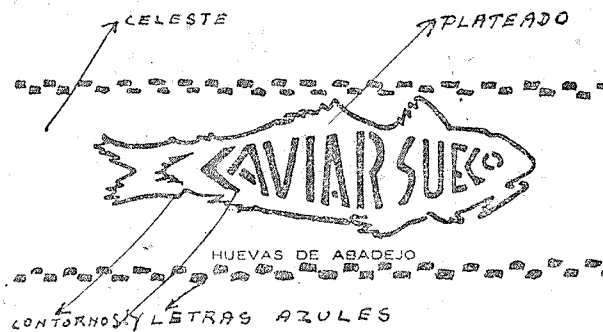 CELESTE
PLATEADO
CAVIAR SUECO
HUEVAS DE ABADEJO
CONTORNOS Y LETRAS AZULES